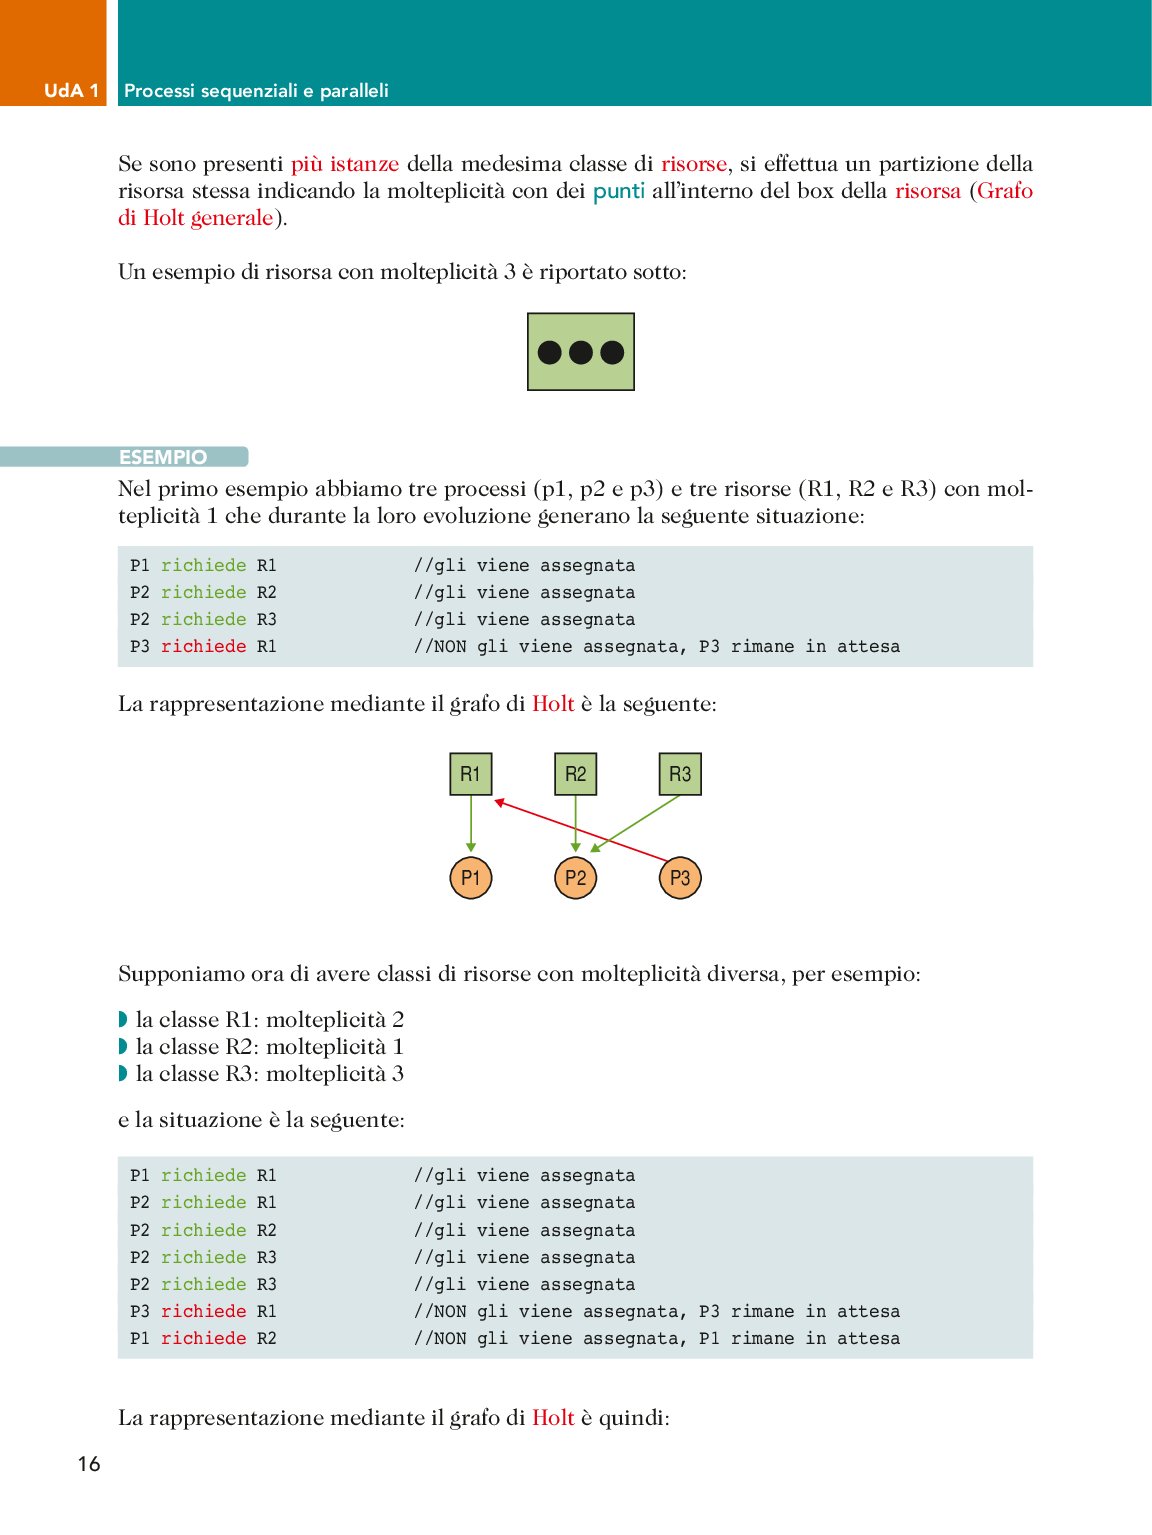 UdA 1 Processi sequenziali e paralleli
Se sono presenti più istanze della medesima classe di risorse, si effettua un partizione della
risorsa stessa indicando la molteplicità con dei punti all'interno del box della risorsa (Grafo
di Holt generale).
Un esempio di risorsa con molteplicità 3 è riportato sotto:
ESEMPIO
Nel primo esempio abbiamo tre processi (p1, p2 e p3) e tre risorse (R1, R2 e R3) con mol-
teplicità 1 che durante la loro evoluzione generano la seguente situazione:
P1 richiede R1 //gli viene assegnata
P2 richiede R2 //gli viene assegnata
P2 richiede R3 //gli viene assegnata
P3 richiede R1 //NON gli viene assegnata, P3 rimane in attesa
La rappresentazione mediante il grafo di Holt è la seguente:
R1 R2 R3
P1 P2 P3
Supponiamo ora di avere classi di risorse con molteplicità diversa, per esempio:
◗ la classe R1: molteplicità 2
◗ la classe R2: molteplicità 1
◗ la classe R3: molteplicità 3
e la situazione è la seguente:
P1 richiede R1 //gli viene assegnata
P2 richiede R1 //gli viene assegnata
P2 richiede R2 //gli viene assegnata
P2 richiede R3 //gli viene assegnata
P2 richiede R3 //gli viene assegnata
P3 richiede R1 //NON gli viene assegnata, P3 rimane in attesa
P1 richiede R2 //NON gli viene assegnata, P1 rimane in attesa
La rappresentazione mediante il grafo di Holt è quindi:
16